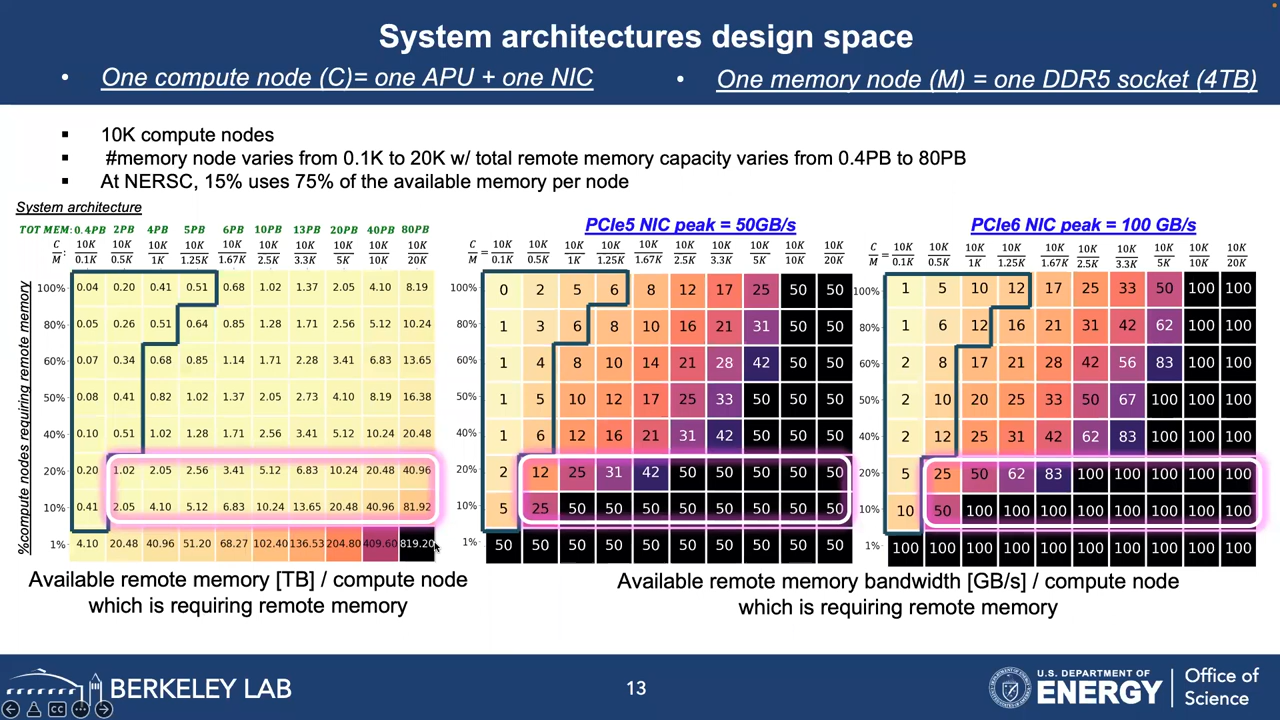 System architectures design space
• One compute node (C)= one APU + one NIC
• One memory node (M) = one DDR5 socket (4TB)
▪ 10K compute nodes
▪ #memory node varies from 0.1K to 20K w/ total remote memory capacity varies from 0.4PB to 80PB
▪ At NERSC, 15% uses 75% of the available memory per node
System architecture
TOT MEM: 0.4PB 2PB 4PB 5PB 6PB 10PB 13PB 20PB 40PB 80PB
C/M: 10K/0.1K 10K/0.5K 10K/1K 10K/1.25K 10K/1.67K 10K/2.5K 10K/3.3K 10K/5K 10K/10K 10K/20K
%compute nodes requiring remote memory
100% 0.04 0.20 0.41 0.51 0.68 1.02 1.37 2.05 4.10 8.19
80% 0.05 0.26 0.51 0.64 0.85 1.28 1.71 2.56 5.12 10.24
60% 0.07 0.34 0.68 0.85 1.14 1.71 2.28 3.41 6.83 13.65
50% 0.08 0.41 0.82 1.02 1.37 2.05 2.73 4.10 8.19 16.38
40% 0.10 0.51 1.02 1.28 1.71 2.56 3.41 5.12 10.24 20.48
20% 0.20 1.02 2.05 2.56 3.41 5.12 6.83 10.24 20.48 40.96
10% 0.41 2.05 4.10 5.12 6.83 10.24 13.65 20.48 40.96 81.92
1% 4.10 20.48 40.96 51.20 68.27 102.40 136.53 204.80 409.60 819.20
Available remote memory [TB] / compute node
which is requiring remote memory
PCIe5 NIC peak = 50GB/s
C/M = 10K/0.1K 10K/0.5K 10K/1K 10K/1.25K 10K/1.67K 10K/2.5K 10K/3.3K 10K/5K 10K/10K 10K/20K
100% 0 2 5 6 8 12 17 25 50 50
80% 1 3 6 8 10 16 21 31 50 50
60% 1 4 8 10 14 21 28 42 50 50
50% 1 5 10 12 17 25 33 50 50 50
40% 1 6 12 16 21 31 42 50 50 50
20% 2 12 25 31 42 50 50 50 50 50
10% 5 25 50 50 50 50 50 50 50 50
1% 50 50 50 50 50 50 50 50 50 50
PCIe6 NIC peak = 100 GB/s
C/M = 10K/0.1K 10K/0.5K 10K/1K 10K/1.25K 10K/1.67K 10K/2.5K 10K/3.3K 10K/5K 10K/10K 10K/20K
100% 1 5 10 12 17 25 33 50 100 100
80% 1 6 12 16 21 31 42 62 100 100
60% 2 8 17 21 28 42 56 83 100 100
50% 2 10 20 25 33 50 67 100 100 100
40% 2 12 25 31 42 62 83 100 100 100
20% 5 25 50 62 83 100 100 100 100 100
10% 10 50 100 100 100 100 100 100 100 100
1% 100 100 100 100 100 100 100 100 100 100
Available remote memory bandwidth [GB/s] / compute node
which is requiring remote memory
BERKELEY LAB
13
U.S. DEPARTMENT OF
ENERGY
Office of
Science